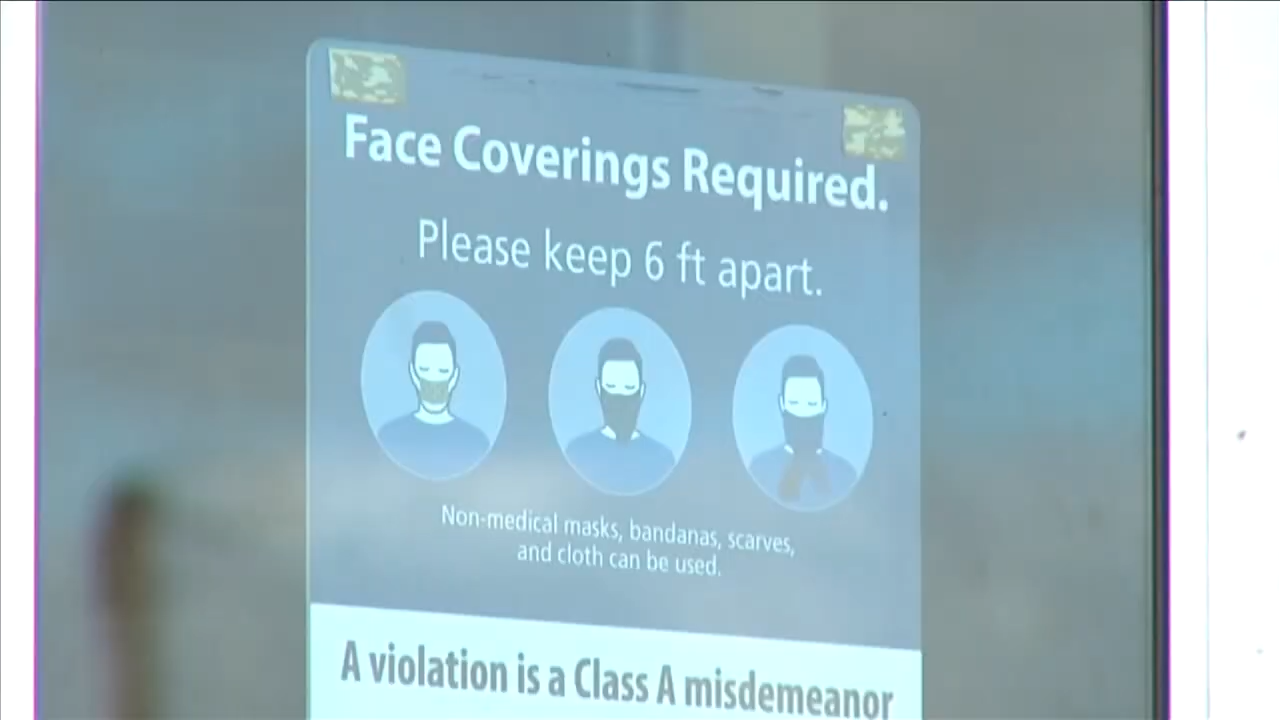 Face Coverings Required.
Please keep 6 ft apart.
Non-medical masks, bandanas, scarves,
and cloth can be used.
A violation is a Class A misdemeanor